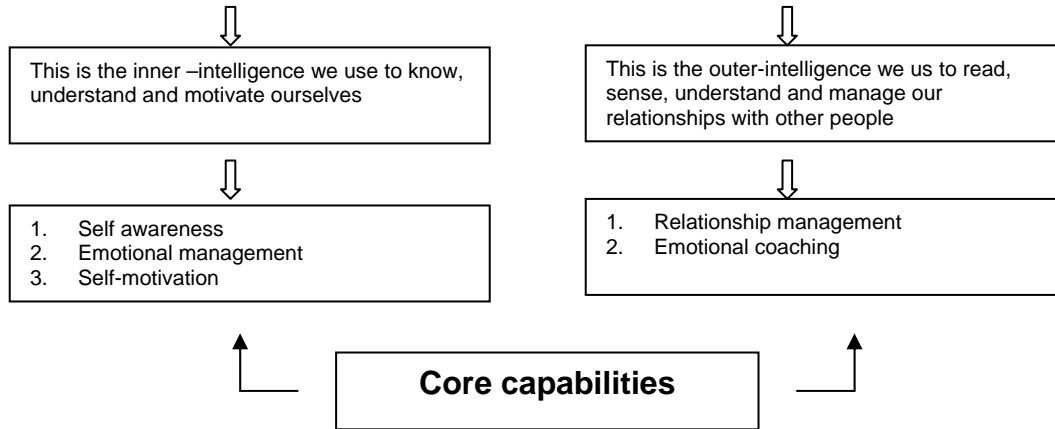 This is the inner –intelligence we use to know,
understand and motivate ourselves
This is the outer-intelligence we us to read,
sense, understand and manage our
relationships with other people
1. Self awareness
2. Emotional management
3. Self-motivation
1. Relationship management
2. Emotional coaching
Core capabilities